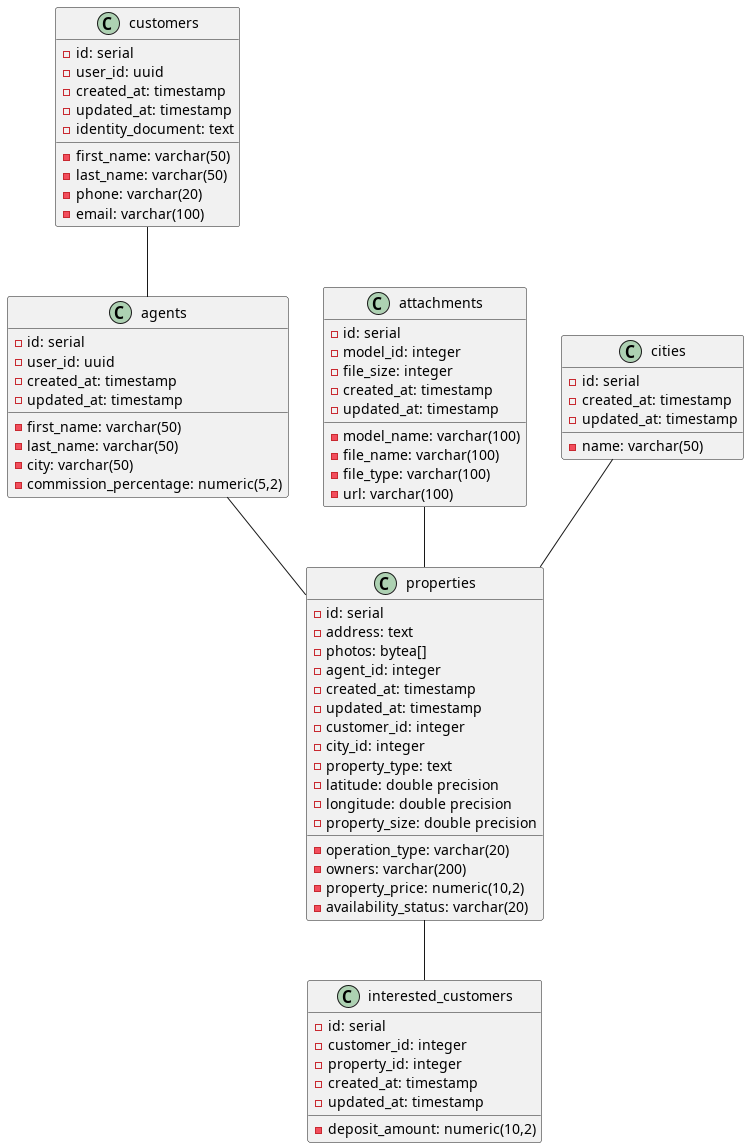 C customers
id: serial
user_id: uuid
created_at: timestamp
updated_at: timestamp
identity_document: text
first_name: varchar(50)
last_name: varchar(50)
phone: varchar(20)
email: varchar(100)
C agents
id: serial
user_id: uuid
created_at: timestamp
updated_at: timestamp
first_name: varchar(50)
last_name: varchar(50)
city: varchar(50)
commission_percentage: numeric(5,2)
C attachments
id: serial
model_id: integer
file_size: integer
created_at: timestamp
updated_at: timestamp
model_name: varchar(100)
file_name: varchar(100)
file_type: varchar(100)
url: varchar(100)
C cities
id: serial
created_at: timestamp
updated_at: timestamp
name: varchar(50)
C properties
id: serial
address: text
photos: bytea[]
agent_id: integer
created_at: timestamp
updated_at: timestamp
customer_id: integer
city_id: integer
property_type: text
latitude: double precision
longitude: double precision
property_size: double precision
operation_type: varchar(20)
owners: varchar(200)
property_price: numeric(10,2)
availability_status: varchar(20)
C interested_customers
id: serial
customer_id: integer
property_id: integer
created_at: timestamp
updated_at: timestamp
deposit_amount: numeric(10,2)